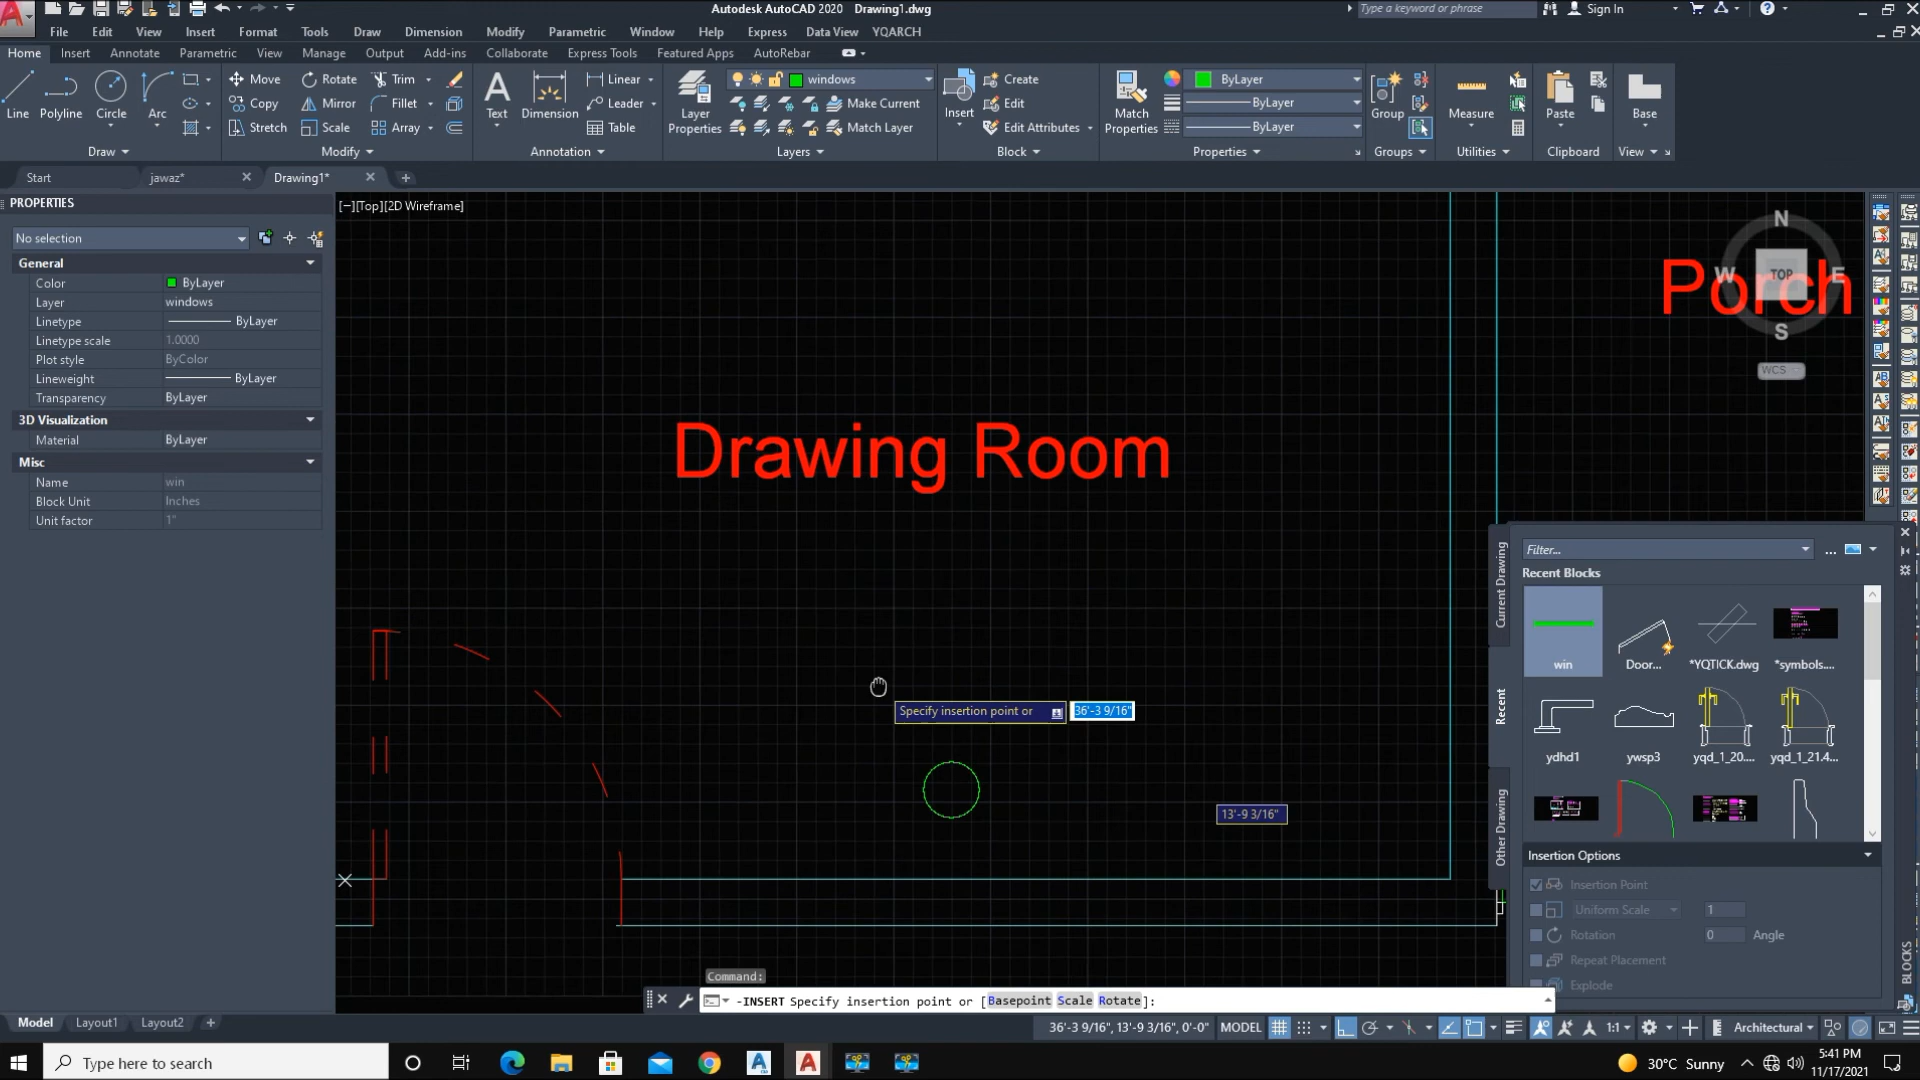 Autodesk AutoCAD 2020 Drawing1.dwg
Type a keyword or phrase
Sign In
File Edit View Insert Format Tools Draw Dimension Modify Parametric Window Help Express Data View YQARCH
Home Insert Annotate Parametric View Manage Output Add-ins Collaborate Express Tools Featured Apps AutoRebar
Line
Polyline
Circle
Arc
Move
Rotate
Trim
Copy
Mirror
Fillet
Stretch
Scale
Array
Text
Dimension
Linear
Leader
Table
Layer
Properties
windows
Make Current
Match Layer
Insert
Create
Edit
Edit Attributes
Match
Properties
ByLayer
ByLayer
ByLayer
Group
Measure
Paste
Base
Draw
Modify
Annotation
Layers
Block
Properties
Groups
Utilities
Clipboard
View
Start
jawaz*
Drawing1*
PROPERTIES
No selection
General
Color ByLayer
Layer windows
Linetype ByLayer
Linetype scale 1.0000
Plot style ByColor
Lineweight ByLayer
Transparency ByLayer
3D Visualization
Material ByLayer
Misc
Name win
Block Unit Inches
Unit factor 1"
[−][Top][2D Wireframe]
N
W TOP E
S
WCS
Porch
Drawing Room
Specify insertion point or 36'-3 9/16"
13'-9 3/16"
Current Drawing
Recent
Other Drawing
Filter...
Recent Blocks
win
Door...
*YQTICK.dwg
*symbols....
ydhd1
ywsp3
yqd_1_20....
yqd_1_21.4...
Insertion Options
Insertion Point
Uniform Scale 1
Rotation 0 Angle
Repeat Placement
Explode
BLOCKS
Command:
-INSERT Specify insertion point or [Basepoint Scale Rotate]:
Model Layout1 Layout2
36'-3 9/16", 13'-9 3/16", 0'-0" MODEL
1:1
Architectural
Type here to search
30°C Sunny
5:41 PM
11/17/2021